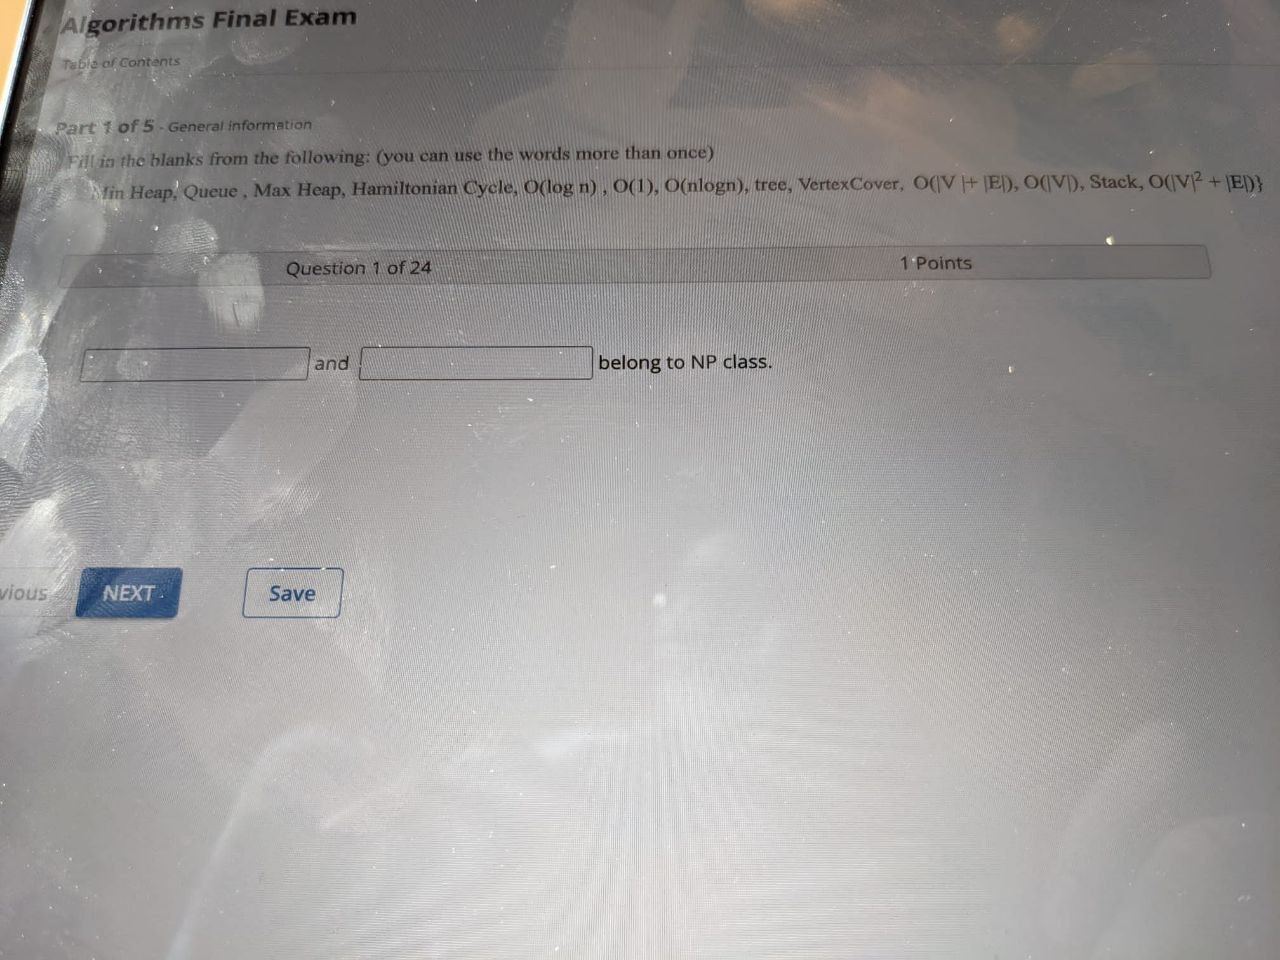 Algorithms Final Exam
Table of Contents
Part 1 of 5 - General information
Fill in the blanks from the following: (you can use the words more than once)
Min Heap, Queue , Max Heap, Hamiltonian Cycle, O(log n) , O(1), O(nlogn), tree, VertexCover, O(|V |+ |E|), O(|V|), Stack, O(|V|² + |E|)}
Question 1 of 24 1 Points
and belong to NP class.
vious NEXT Save